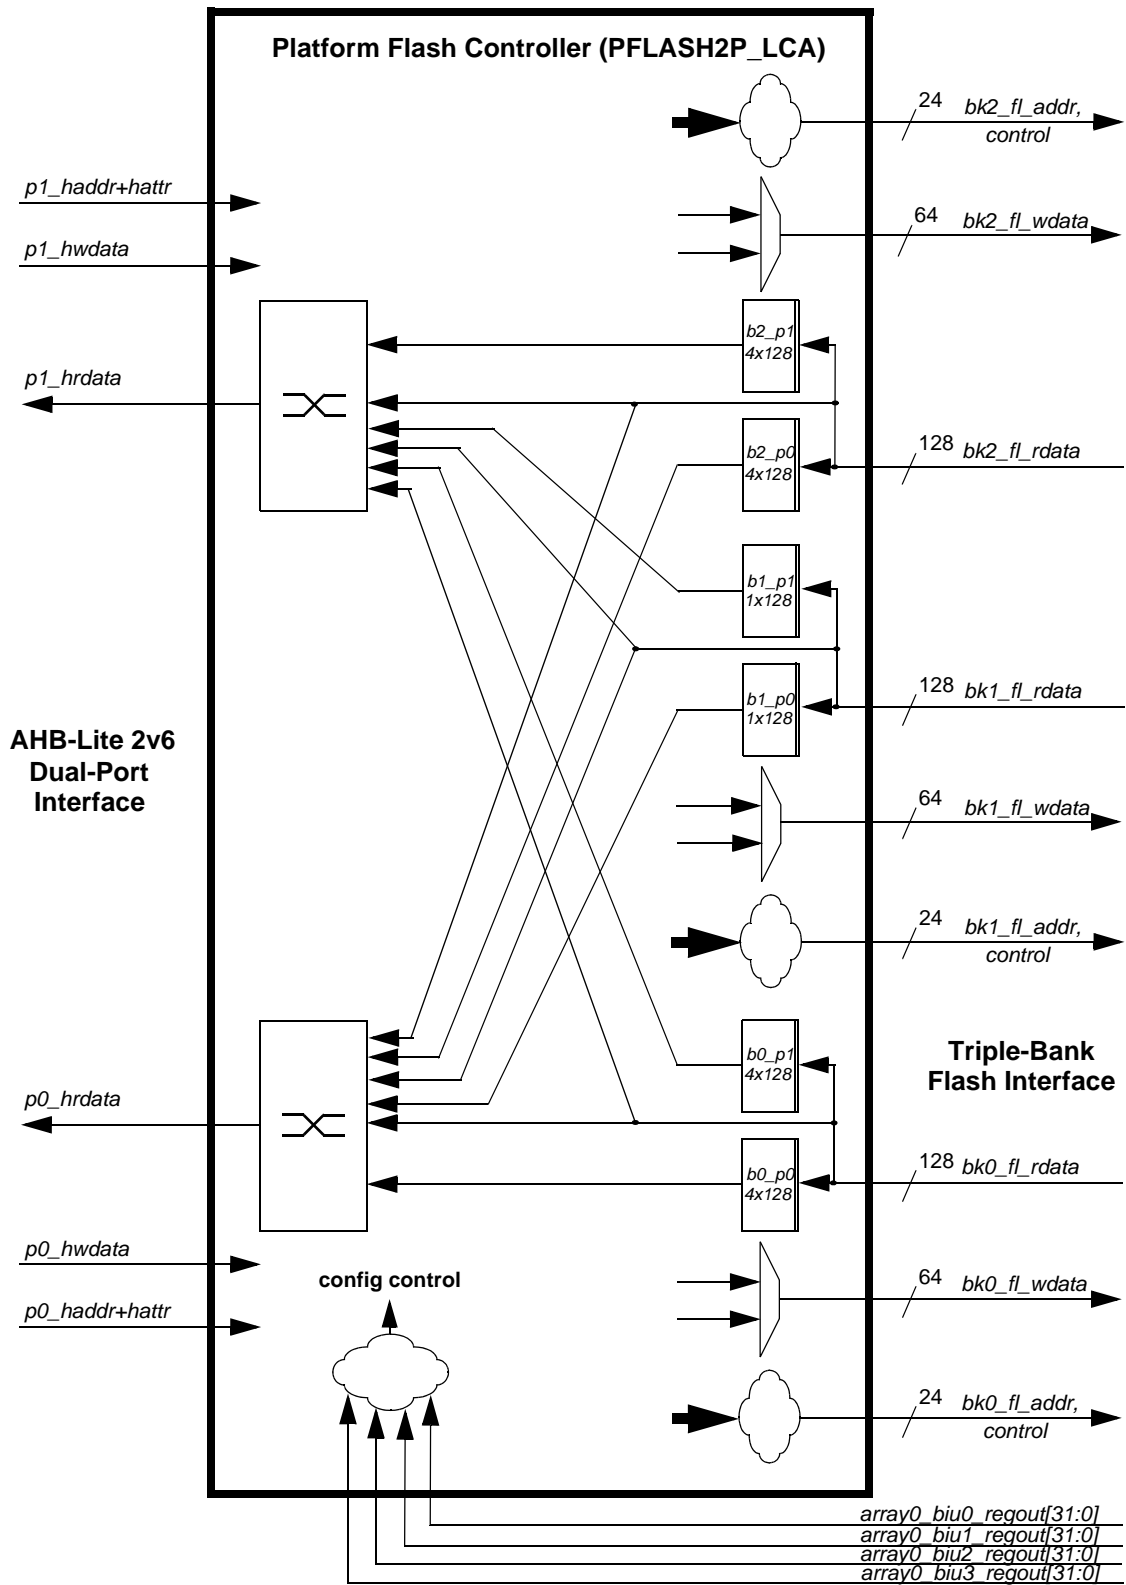 Platform Flash Controller (PFLASH2P_LCA)
24 bk2_fl_addr,
control
p1_haddr+hattr
64 bk2_fl_wdata
p1_hwdata
b2_p1
4x128
p1_hrdata
b2_p0
4x128
128 bk2_fl_rdata
b1_p1
1x128
b1_p0
1x128
128 bk1_fl_rdata
AHB-Lite 2v6
Dual-Port
Interface
64 bk1_fl_wdata
24 bk1_fl_addr,
control
b0_p1
4x128
Triple-Bank
Flash Interface
p0_hrdata
b0_p0
4x128
128 bk0_fl_rdata
p0_hwdata
config control
64 bk0_fl_wdata
p0_haddr+hattr
24 bk0_fl_addr,
control
array0_biu0_regout[31:0]
array0_biu1_regout[31:0]
array0_biu2_regout[31:0]
array0_biu3_regout[31:0]